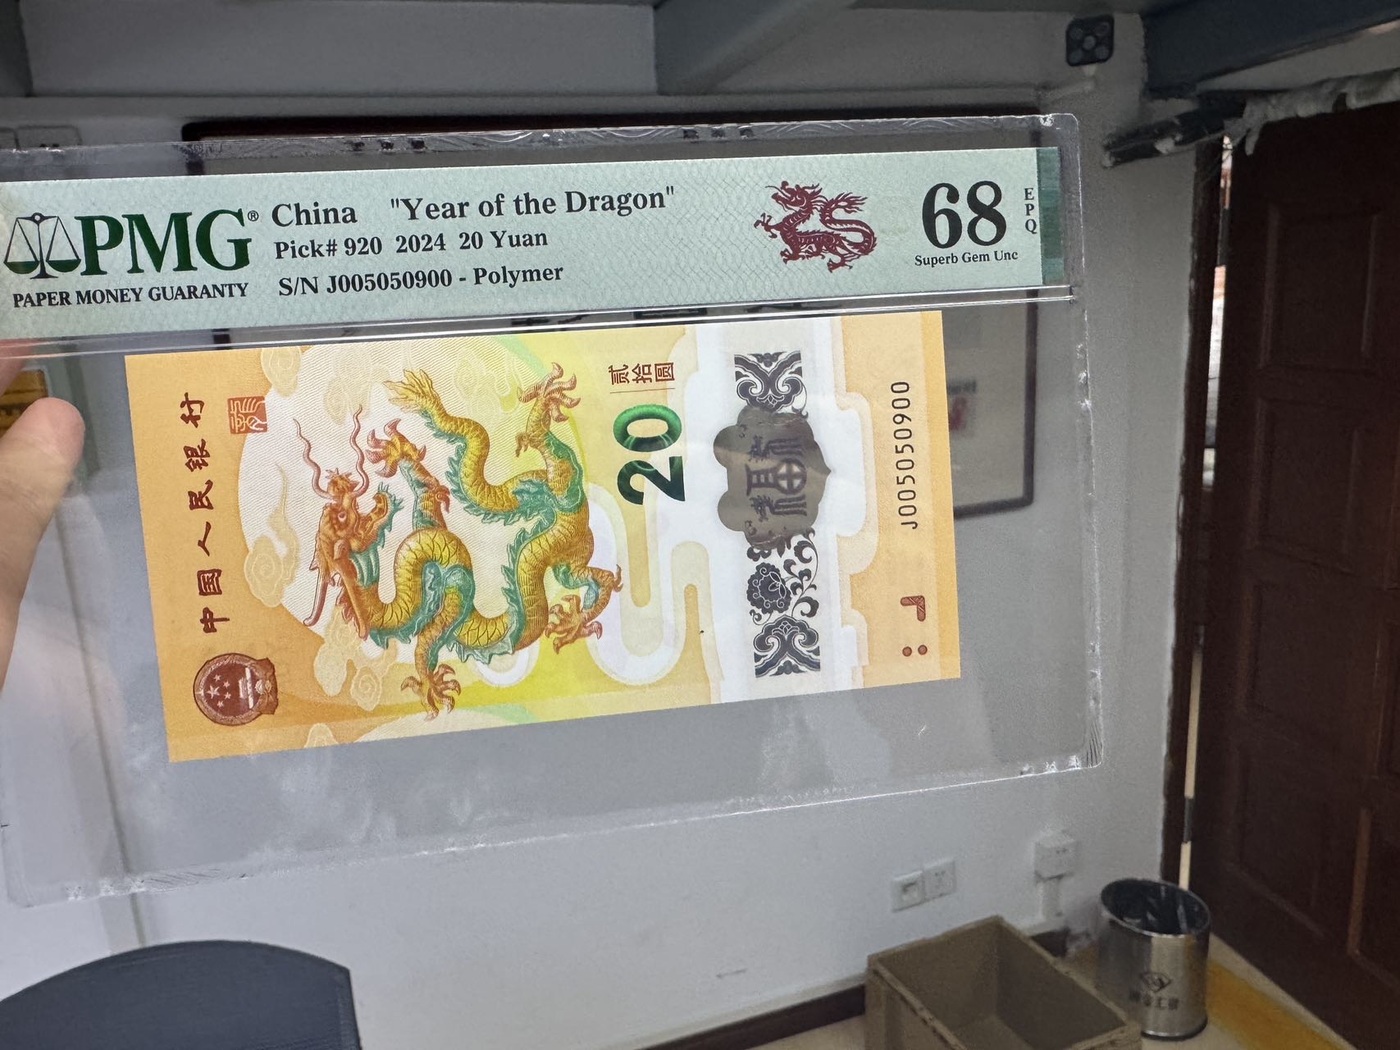 PMG®
PAPER MONEY GUARANTY
China "Year of the Dragon"
Pick# 920 2024 20 Yuan
S/N J005050900 - Polymer
68
EPQ
Superb Gem Unc
中国人民银行
贰拾圆
20
J005050900